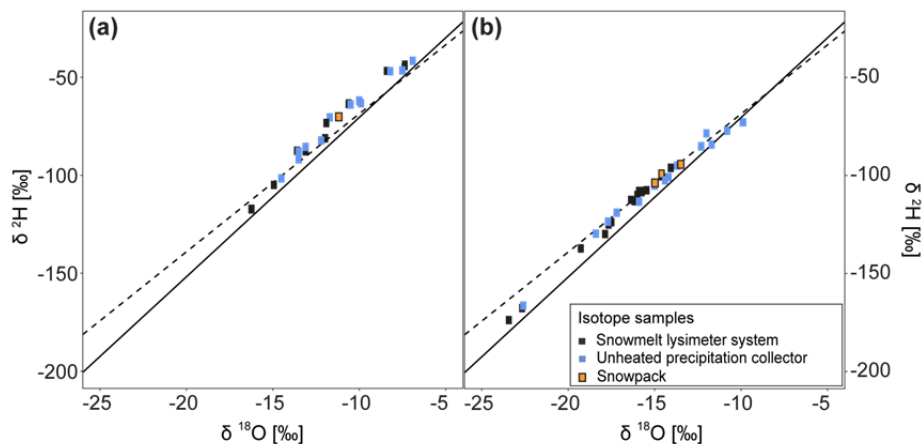 (a)
(b)
-50
-100
-150
-200
δ ²H [‰]
-25
-20
-15
-10
-5
δ ¹⁸O [‰]
-25
-20
-15
-10
-5
δ ¹⁸O [‰]
-50
-100
-150
-200
δ ²H [‰]
Isotope samples
Snowmelt lysimeter system
Unheated precipitation collector
Snowpack